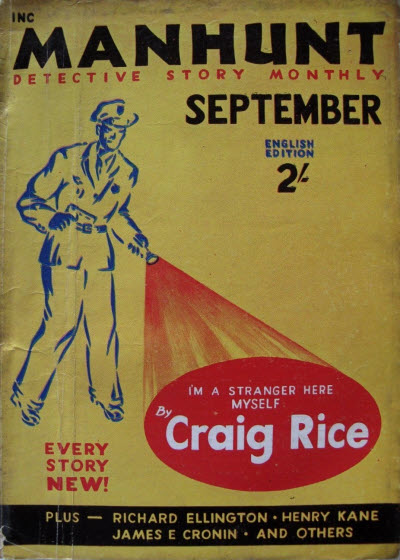 INC
MANHUNT
DETECTIVE STORY MONTHLY
SEPTEMBER
ENGLISH
EDITION
2/-
I'M A STRANGER HERE
MYSELF
By
Craig Rice
EVERY
STORY
NEW!
PLUS — RICHARD ELLINGTON · HENRY KANE
JAMES E CRONIN · AND OTHERS